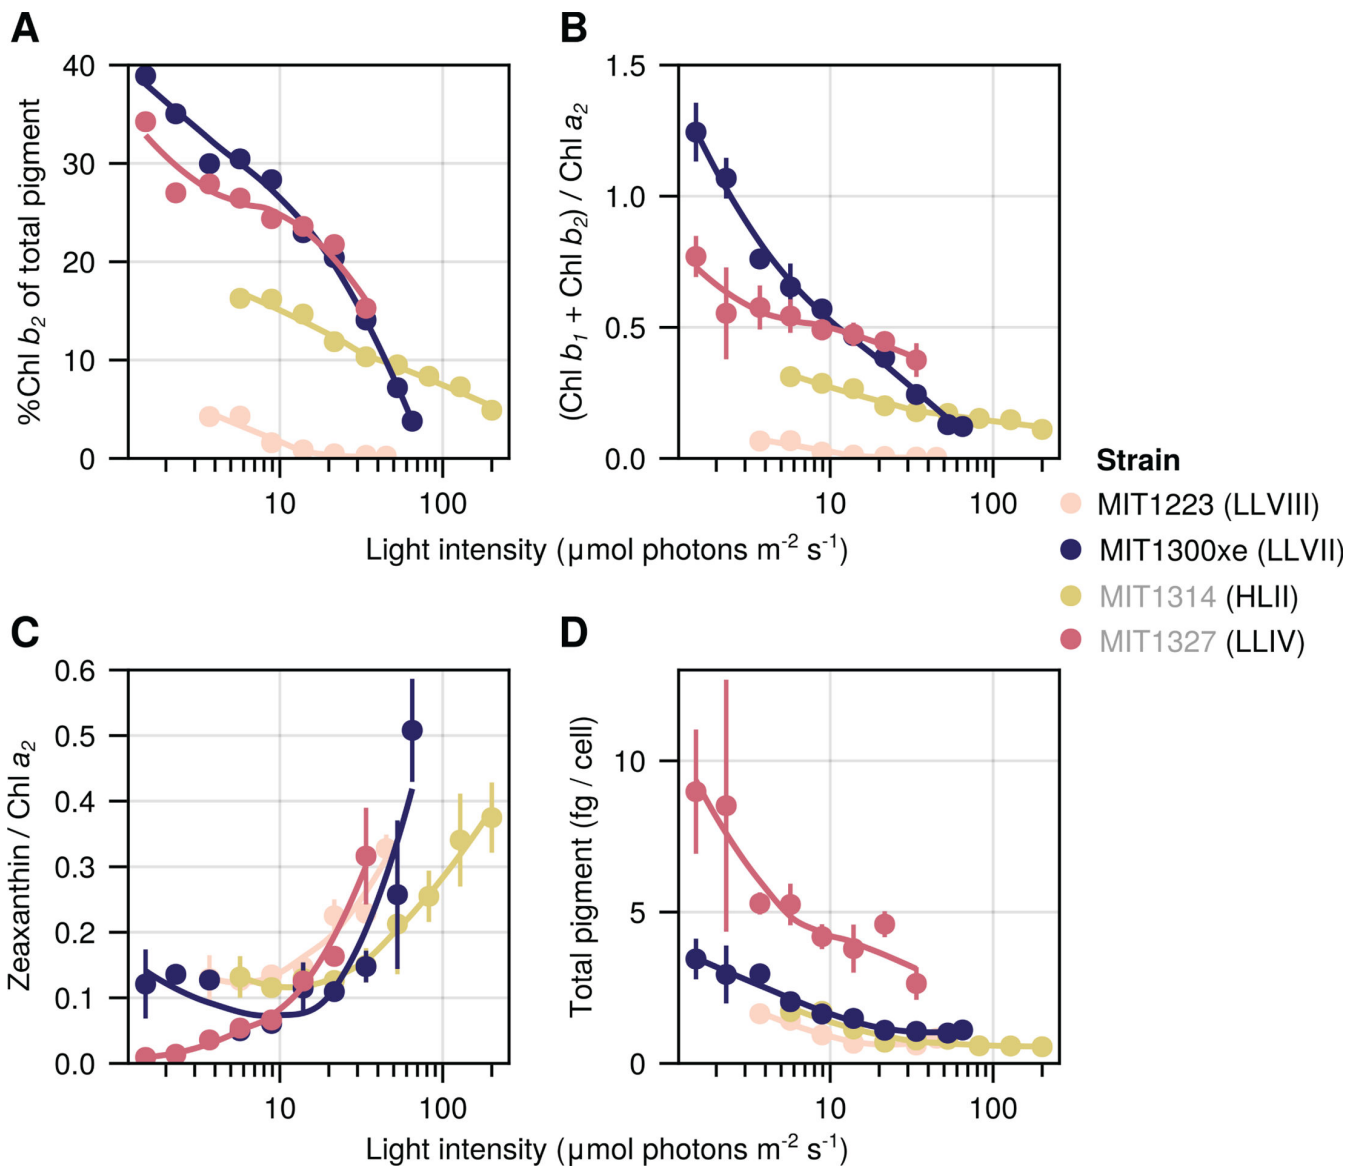 A
%Chl b₂ of total pigment
40
30
20
10
0
10
100
B
(Chl b₁ + Chl b₂) / Chl a₂
1.5
1.0
0.5
0.0
10
100
Light intensity (µmol photons m⁻² s⁻¹)
Strain
MIT1223 (LLVIII)
MIT1300xe (LLVII)
MIT1314 (HLII)
MIT1327 (LLIV)
C
Zeaxanthin / Chl a₂
0.6
0.5
0.4
0.3
0.2
0.1
0.0
10
100
D
Total pigment (fg / cell)
10
5
0
10
100
Light intensity (µmol photons m⁻² s⁻¹)